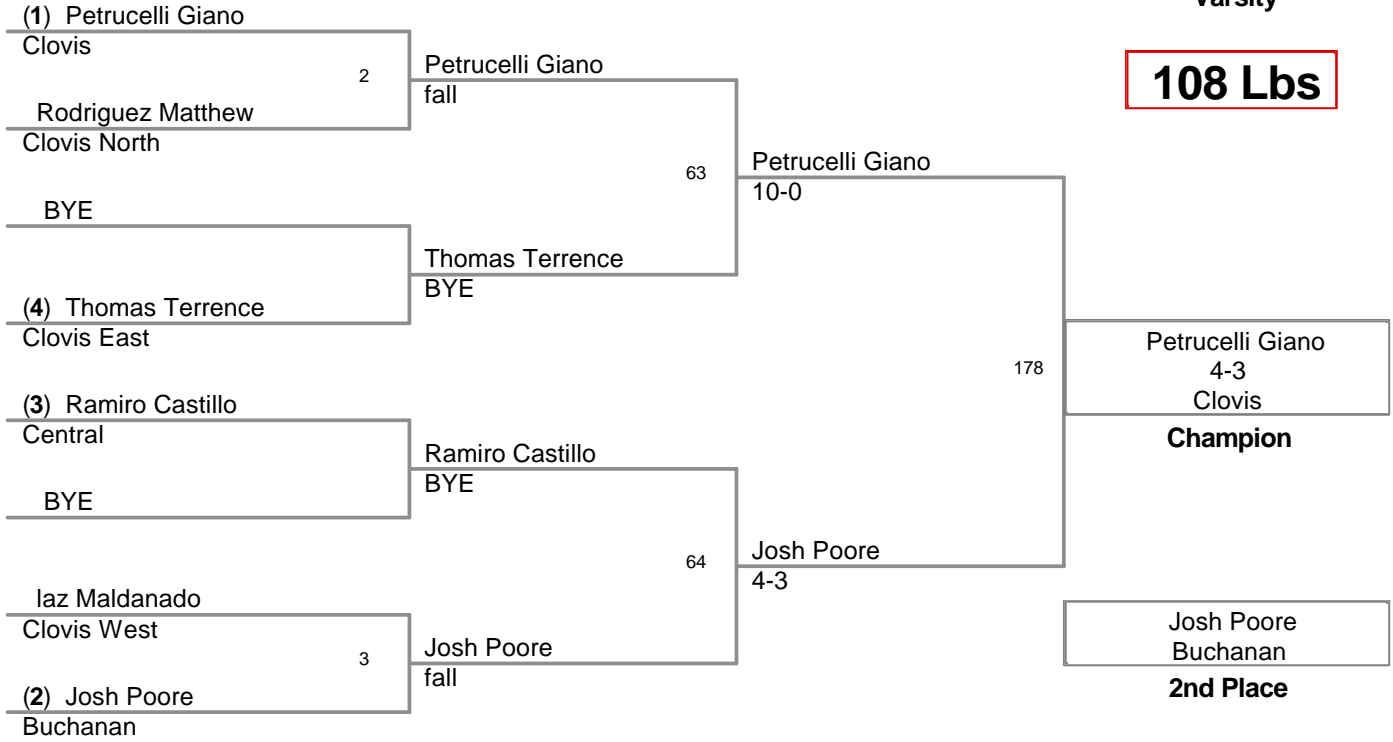 Varsity
108 Lbs
(1) Petrucelli Giano
Clovis
2
Rodriguez Matthew
Clovis North
BYE
(4) Thomas Terrence
Clovis East
(3) Ramiro Castillo
Central
BYE
laz Maldanado
Clovis West
3
(2) Josh Poore
Buchanan
Petrucelli Giano
fall
63
Thomas Terrence
BYE
Ramiro Castillo
BYE
64
Josh Poore
fall
Petrucelli Giano
10-0
178
Josh Poore
4-3
Petrucelli Giano
4-3
Clovis
Champion
Josh Poore
Buchanan
2nd Place